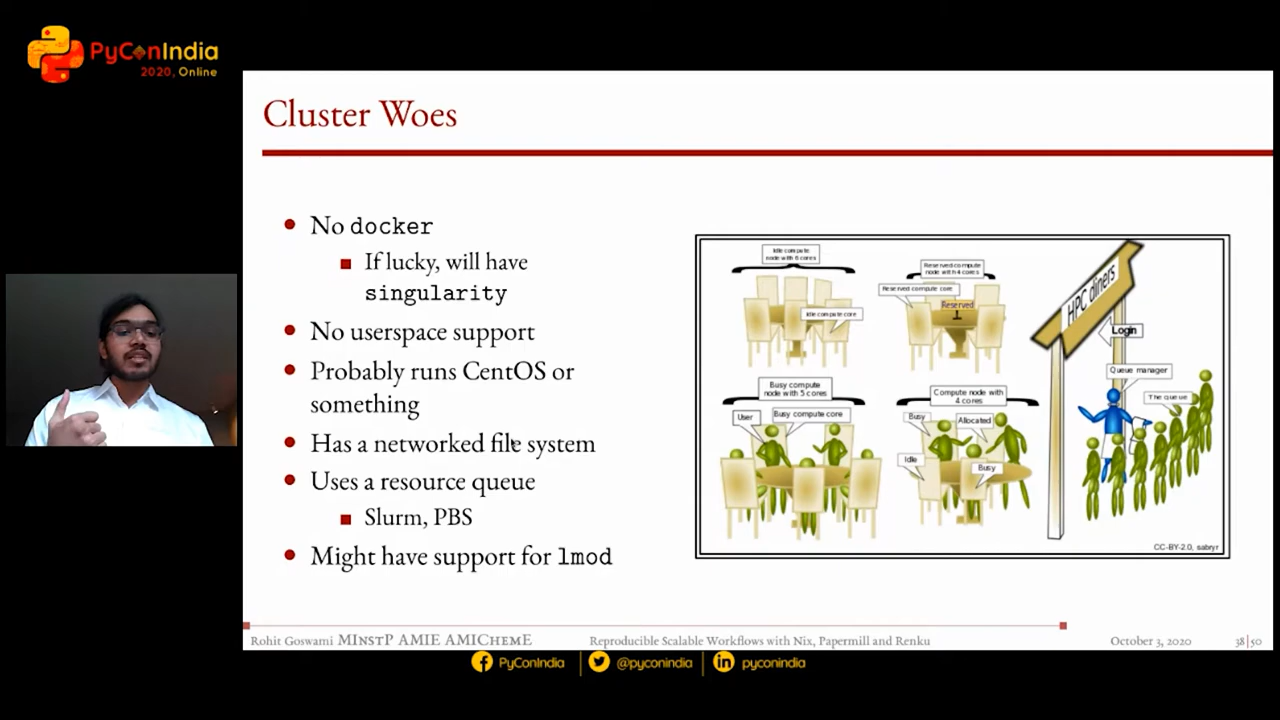 PyConIndia
2020, Online
Cluster Woes
No docker
If lucky, will have
singularity
No userspace support
Probably runs CentOS or
something
Has a networked file system
Uses a resource queue
Slurm, PBS
Might have support for lmod
Idle compute
node with 6 cores
Idle compute core
Reserved compute
node with 4 cores
Reserved compute core
Reserved
HPC diners
Login
Queue manager
The queue
Busy compute
node with 5 cores
User
Busy compute core
Compute node with
4 cores
Busy
Allocated
Idle
Busy
CC-BY-2.0, sabryr
Rohit Goswami MInstP AMIE AMIChemE
Reproducible Scalable Workflows with Nix, Papermill and Renku
October 3, 2020
38|50
PyConIndia
@pyconindia
pyconindia